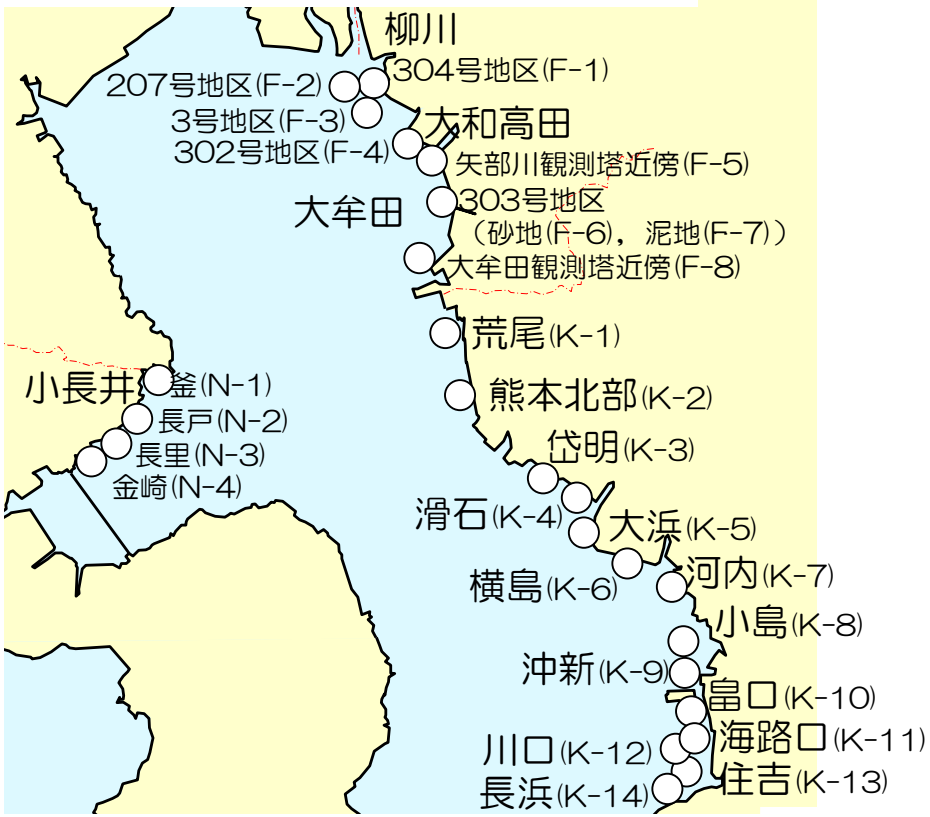 柳川
304号地区(F-1)
207号地区(F-2)
3号地区(F-3)
大和高田
302号地区(F-4)
矢部川観測塔近傍(F-5)
303号地区
大牟田
(砂地(F-6)，泥地(F-7))
大牟田観測塔近傍(F-8)
荒尾(K-1)
小長井
釜(N-1)
熊本北部(K-2)
長戸(N-2)
岱明(K-3)
長里(N-3)
金崎(N-4)
滑石(K-4)
大浜(K-5)
横島(K-6)
河内(K-7)
小島(K-8)
沖新(K-9)
畠口(K-10)
海路口(K-11)
川口(K-12)
住吉(K-13)
長浜(K-14)